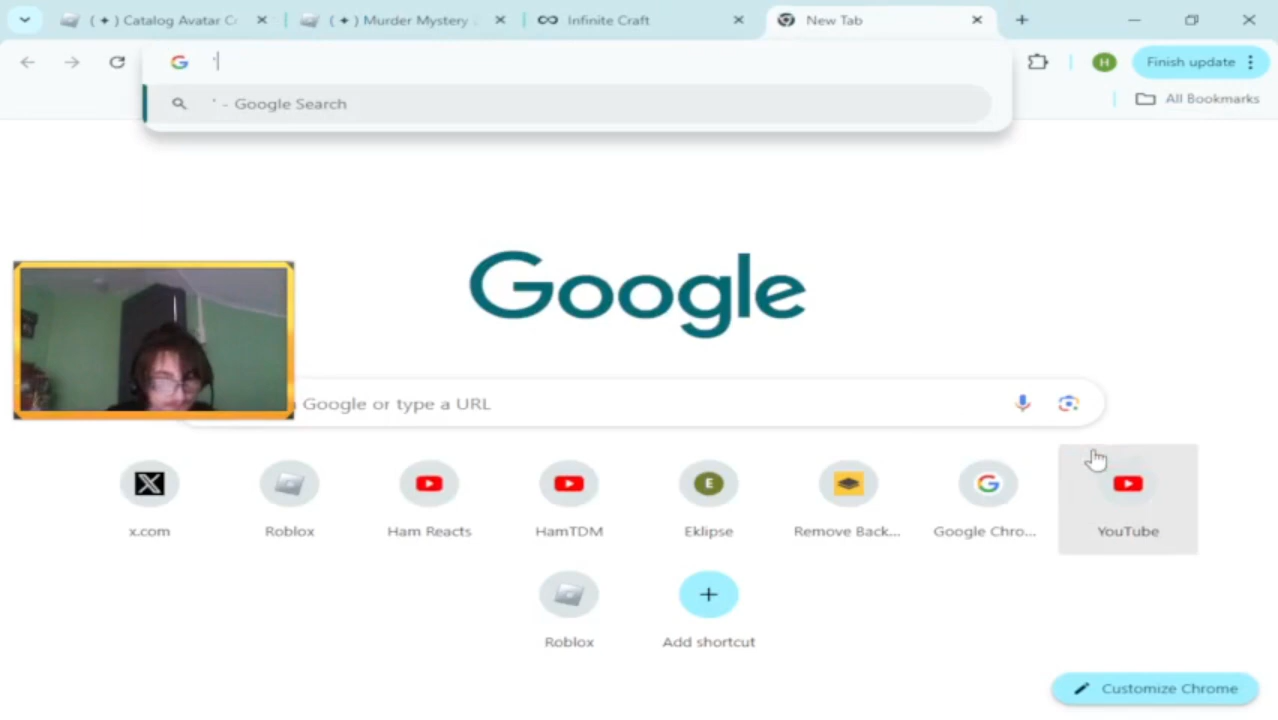 ( + ) Catalog Avatar Cr
( + ) Murder Mystery
Infinite Craft
New Tab
'
H
Finish update
' - Google Search
All Bookmarks
Google
Google or type a URL
x.com
Roblox
Ham Reacts
HamTDM
E
Eklipse
Remove Back...
Google Chro...
YouTube
Roblox
Add shortcut
Customize Chrome